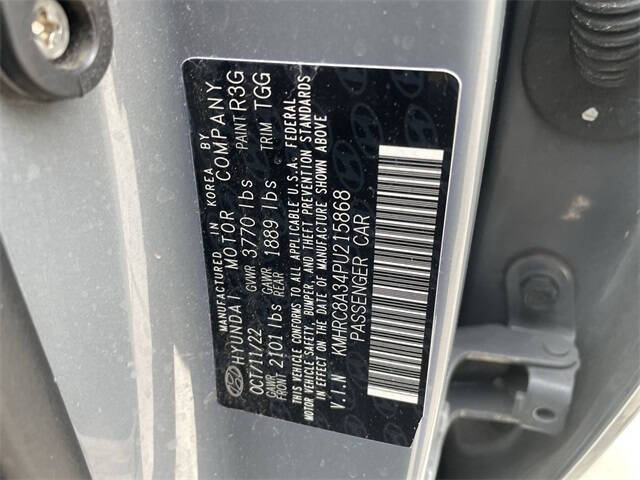 MANUFACTURED IN KOREA BY
HYUNDAI MOTOR COMPANY
OCT/11/22 GVWR 3770 lbs PAINT R3G
GAWR FRONT 2101 lbs GAWR REAR 1889 lbs TRIM TGG
THIS VEHICLE CONFORMS TO ALL APPLICABLE U.S.A. FEDERAL
MOTOR VEHICLE SAFETY, BUMPER, AND THEFT PREVENTION STANDARDS
IN EFFECT ON THE DATE OF MANUFACTURE SHOWN ABOVE
V.I.N KMHRC8A34PU215868
PASSENGER CAR